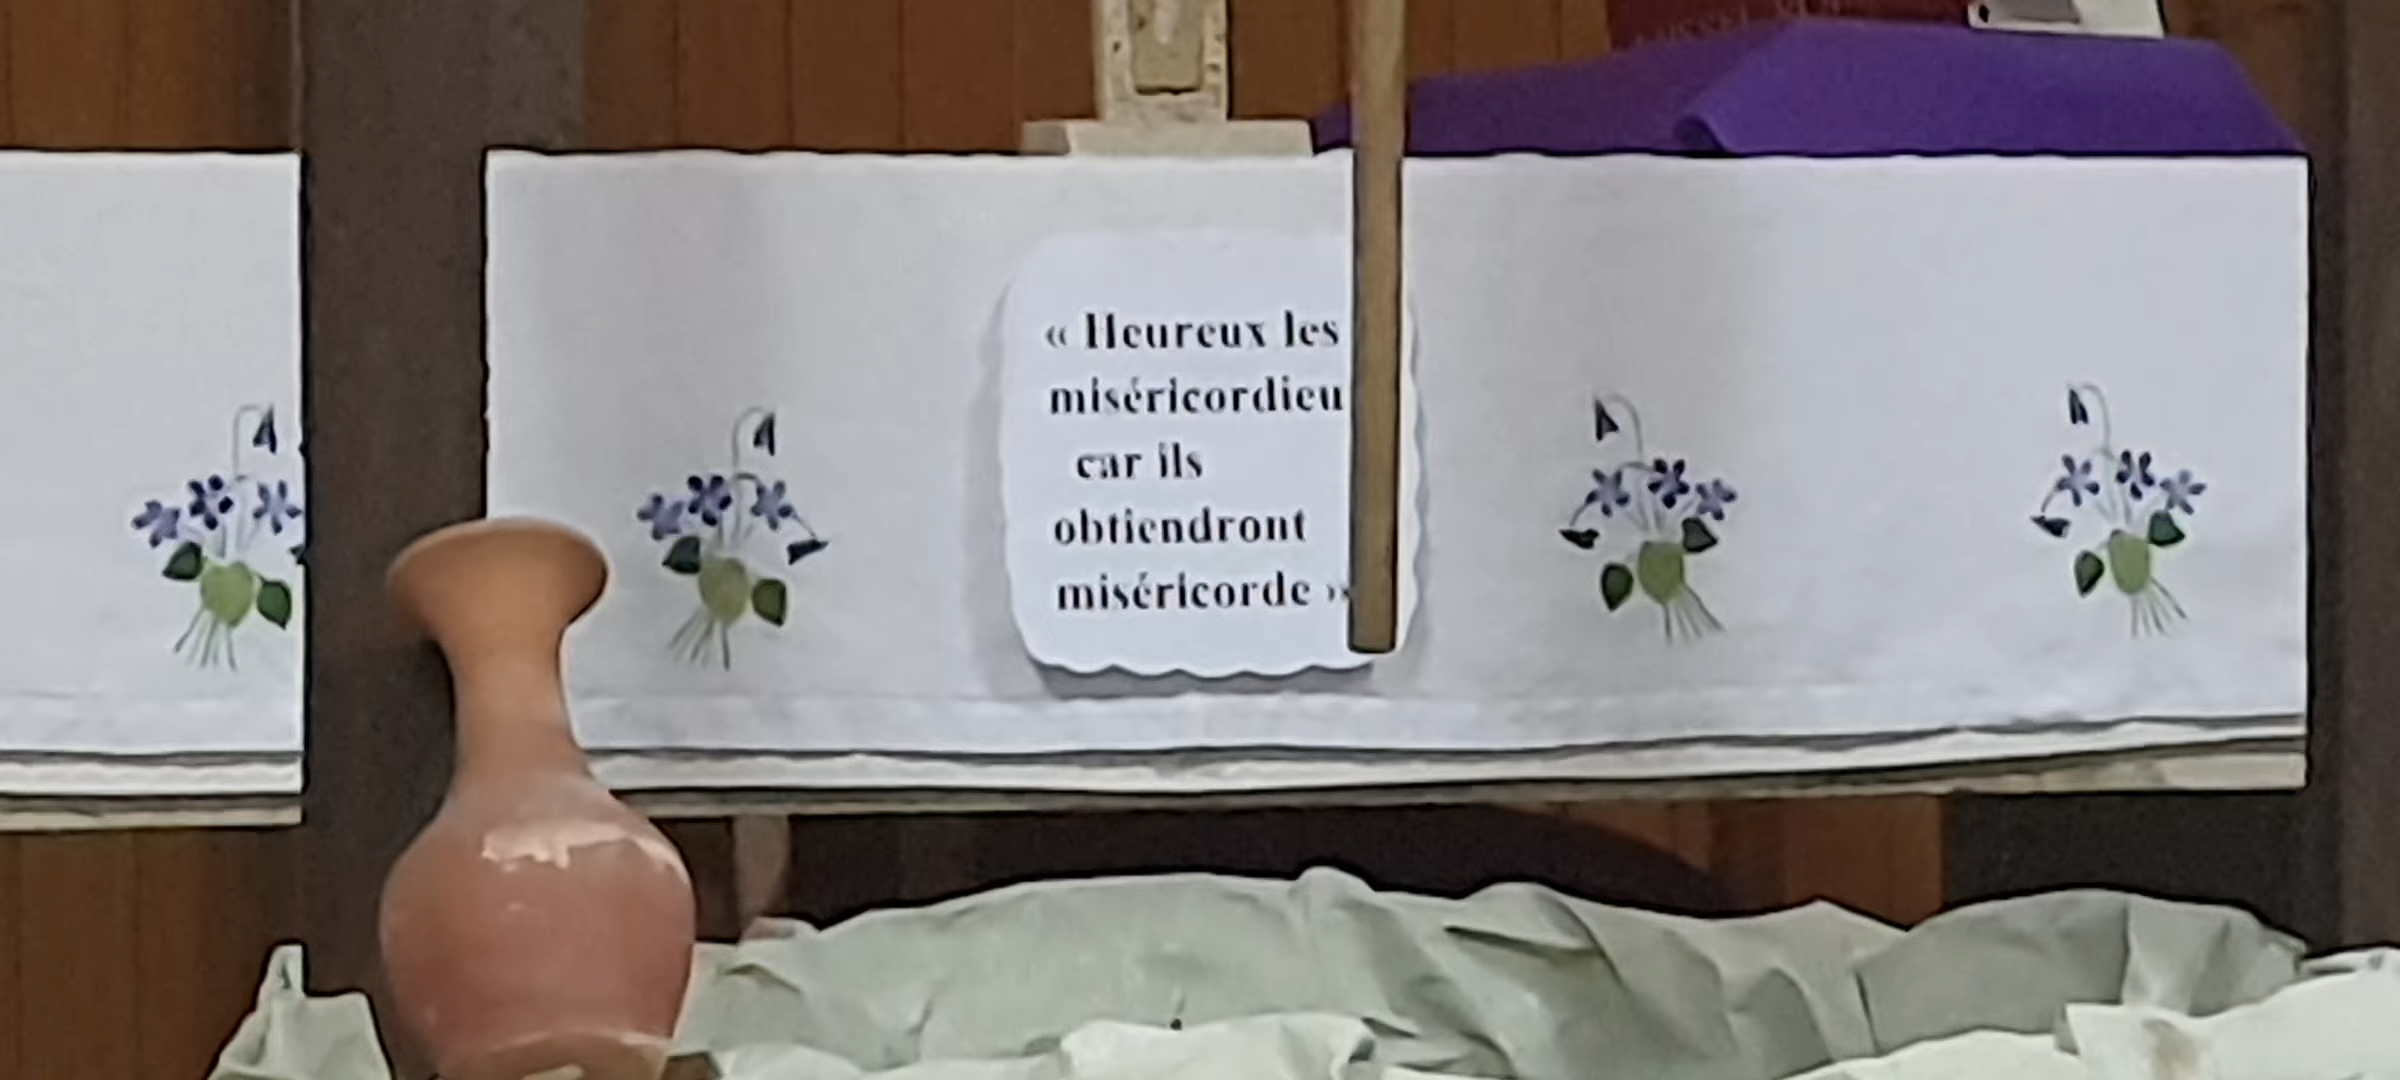 « Heureux les
miséricordieu
car ils
obtiendront
miséricorde »